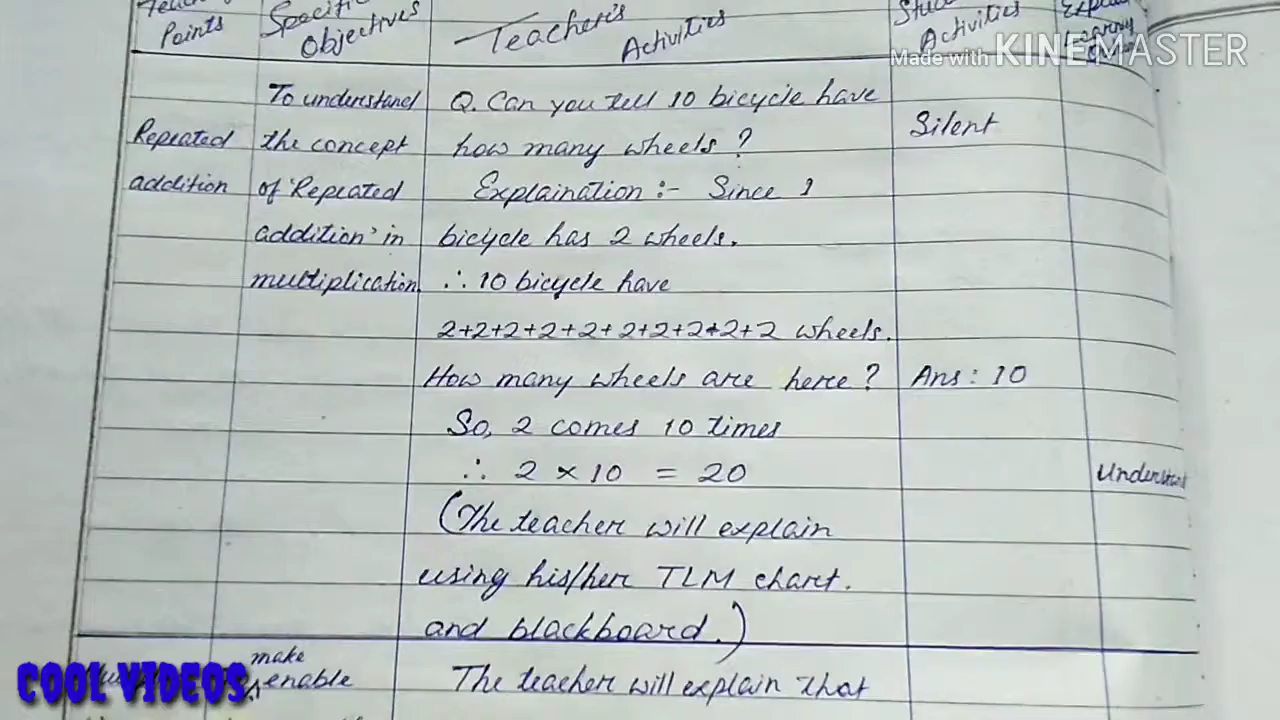 Points
Objectives
Teacher's
Activities
Activities
Made with KINEMASTER
To understand
the concept
of 'Repeated
addition' in
multiplication
Repeated
addition
Q. Can you tell 10 bicycle have
how many wheels ?
Explaination :- Since 1
bicycle has 2 wheels.
∴ 10 bicycle have
2+2+2+2+2+2+2+2+2+2 wheels.
How many wheels are here ?
So, 2 comes 10 times
∴ 2 × 10 = 20
(The teacher will explain
using his/her TLM chart.
and blackboard.)
Silent
Ans : 10
Understand
make
enable
The teacher will explain that
COOL VIDEOS